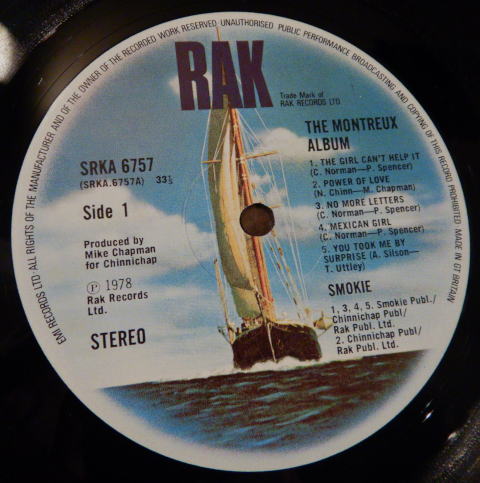 EMI RECORDS LTD·ALL RIGHTS OF THE MANUFACTURER AND OF THE OWNER OF THE RECORDED WORK RESERVED UNAUTHORISED PUBLIC PERFORMANCE BROADCASTING AND COPYING OF THIS RECORD PROHIBITED MADE IN GT BRITAIN
RAK
Trade Mark of
RAK RECORDS LTD
THE MONTREUX
ALBUM
1. THE GIRL CAN'T HELP IT
(C. Norman—P. Spencer)
2. POWER OF LOVE
(N. Chinn—M. Chapman)
3. NO MORE LETTERS
(C. Norman—P. Spencer)
4. MEXICAN GIRL
(C. Norman—P. Spencer)
5. YOU TOOK ME BY
SURPRISE (A. Silson—
T. Uttley)
SMOKIE
1, 3, 4, 5. Smokie Publ./
Chinnichap Publ/
Rak Publ. Ltd.
2. Chinnichap Publ/
Rak Publ. Ltd.
SRKA 6757
(SRKA.6757A) 33⅓
Side 1
Produced by
Mike Chapman
for Chinnichap
Ⓟ 1978
Rak Records
Ltd.
STEREO